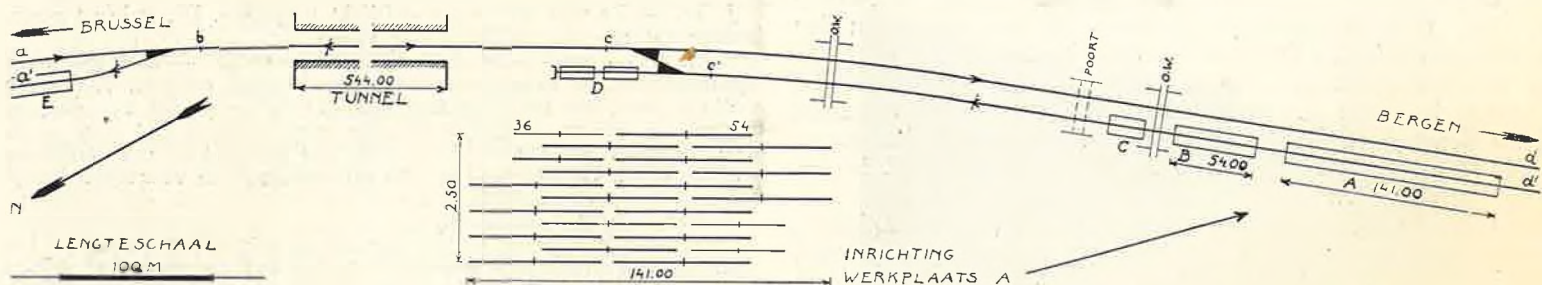 BRUSSEL
a
b
a'
E
544.00
TUNNEL
c
c'
D
O.W.
POORT
O.W.
C
B
54.00
A 141.00
BERGEN
d
d'
N
36 54
2.50
141.00
LENGTESCHAAL
100 M
INRICHTING
WERKPLAATS A